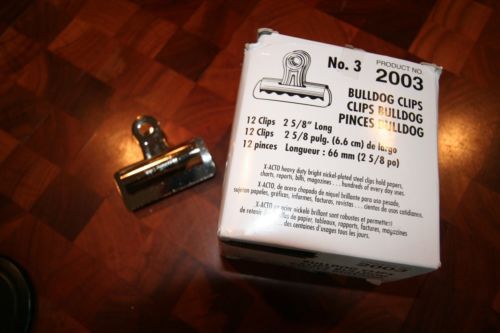 No. 3
PRODUCT NO.
2003
BULLDOG CLIPS
CLIPS BULLDOG
PINCES BULLDOG
12 Clips 2 5/8" Long
12 Clips 2 5/8 pulg. (6.6 cm) de largo
12 pinces Longueur : 66 mm (2 5/8 po)
X-ACTO heavy duty bright nickel-plated steel clips hold papers,
charts, reports, bills, magazines . . . hundreds of every day uses.
X-ACTO, de acero chapado de niquel brillante para uso pesado,
sujetan papeles, gráficos, informes, facturas, revistas . . . cientos de usos cotidianos.
X-ACTO en acier nickelé brillant sont robustes et permettent
de retenir des papier, tableaux, rapports, factures, magazines
. . . des centaines d'usages tous les jours.
2003
BULLDOG CLIPS